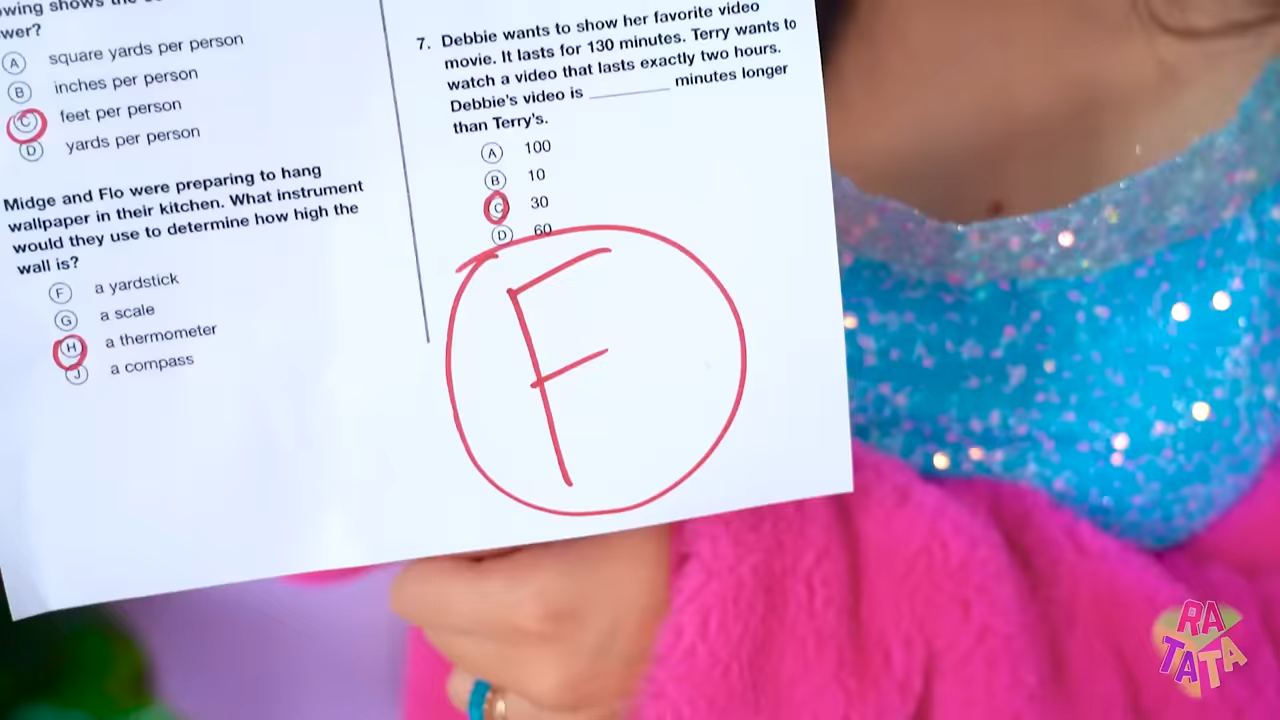 owing shows the
wer?
A square yards per person
B inches per person
C feet per person
D yards per person
Midge and Flo were preparing to hang
wallpaper in their kitchen. What instrument
would they use to determine how high the
wall is?
F a yardstick
G a scale
H a thermometer
J a compass
7. Debbie wants to show her favorite video
movie. It lasts for 130 minutes. Terry wants to
watch a video that lasts exactly two hours.
Debbie's video is ________ minutes longer
than Terry's.
A 100
B 10
C 30
D 60
F
RA
TATA